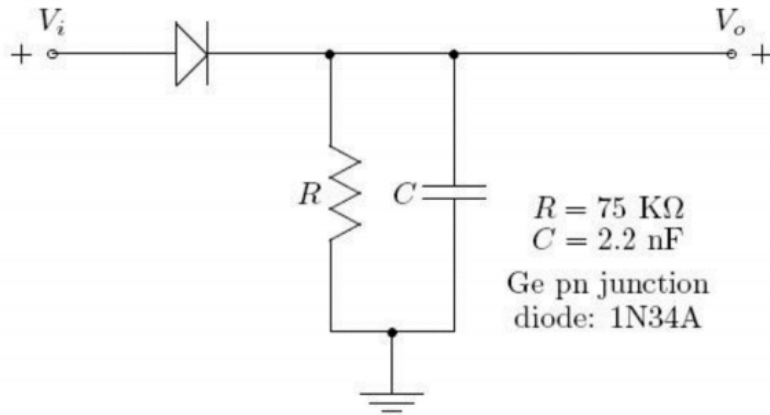 V_i V_o
+ +
R C
R = 75 KΩ
C = 2.2 nF
Ge pn junction
diode: 1N34A